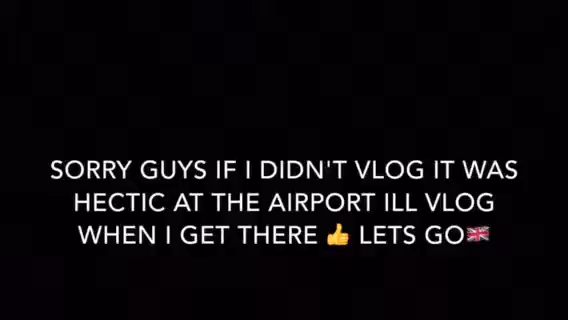 SORRY GUYS IF I DIDN'T VLOG IT WAS
HECTIC AT THE AIRPORT ILL VLOG
WHEN I GET THERE 👍 LETS GO🇬🇧